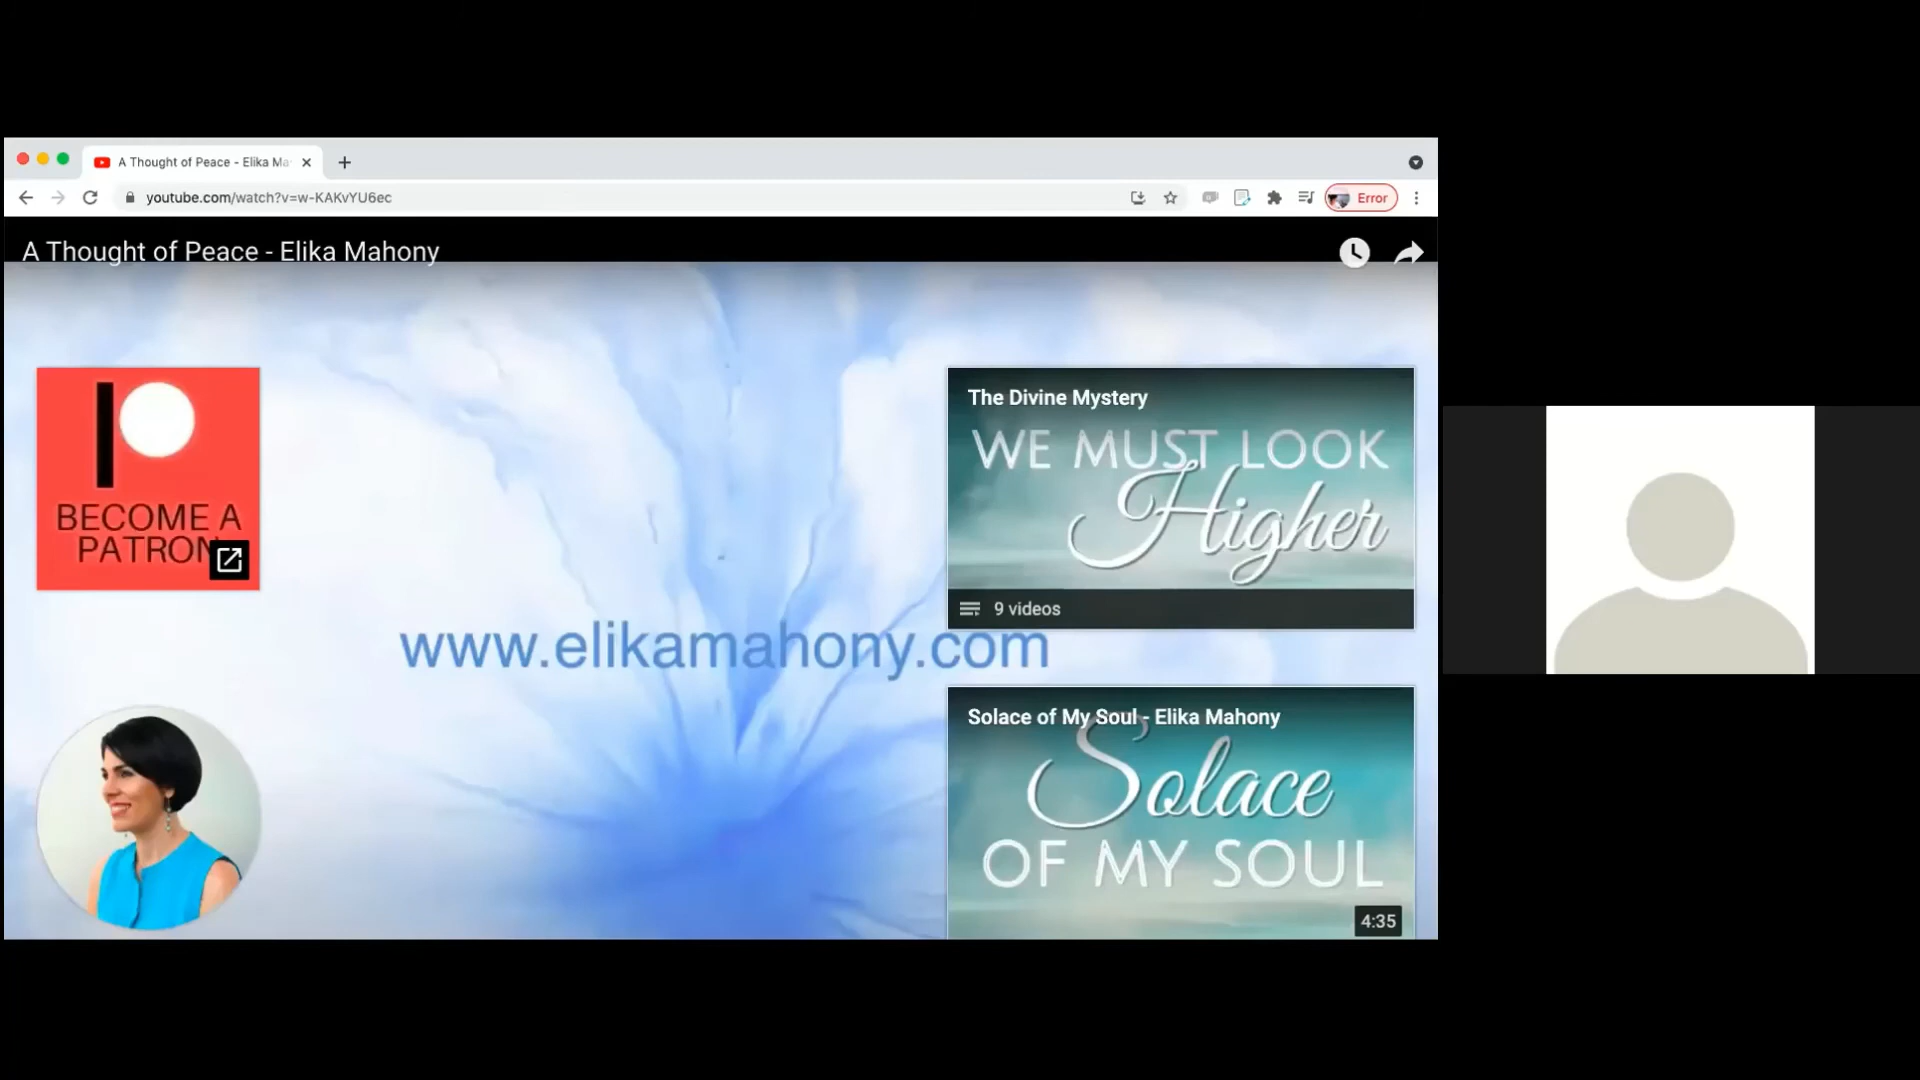 A Thought of Peace - Elika Ma
youtube.com/watch?v=w-KAKvYU6ec
Error
A Thought of Peace - Elika Mahony
BECOME A
PATRON
www.elikamahony.com
The Divine Mystery
WE MUST LOOK
Higher
9 videos
Solace of My Soul - Elika Mahony
Solace
OF MY SOUL
4:35